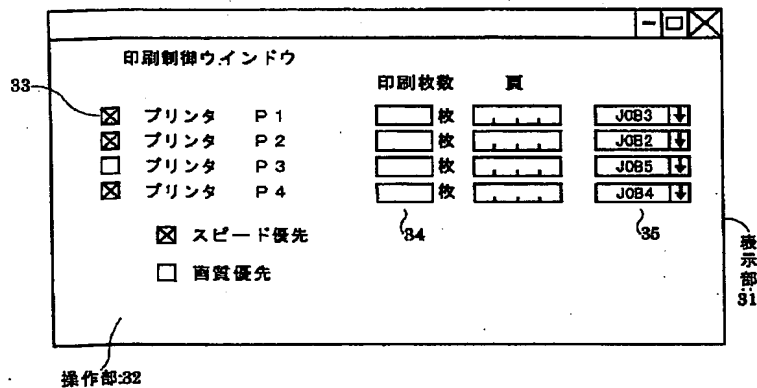 印刷制御ウインドウ
印刷枚数 頁
33
プリンタ P1 枚 JOB3
プリンタ P2 枚 JOB2
プリンタ P3 枚 JOB5
プリンタ P4 枚 JOB4
スピード優先 34 35
画質優先
表示部:31
操作部:32